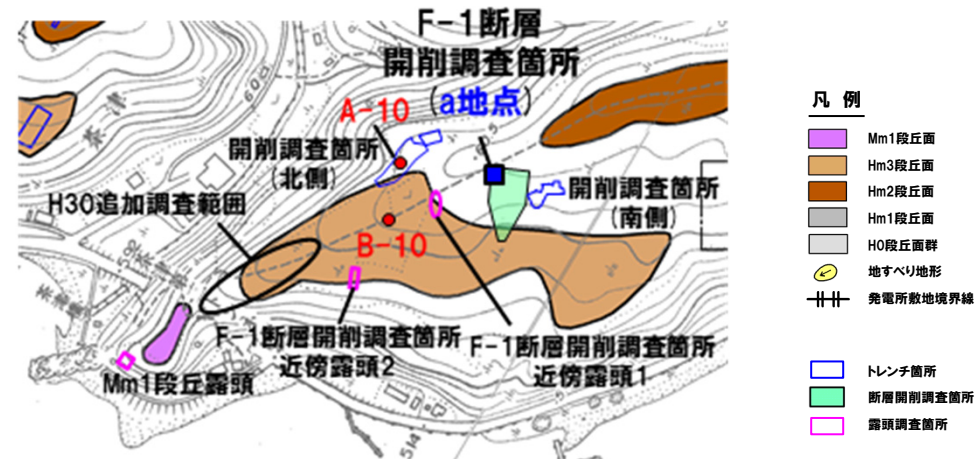 F-1断層
開削調査箇所
(a地点)
A-10
開削調査箇所
(北側)
H30追加調査範囲
開削調査箇所
(南側)
B-10
F-1断層開削調査箇所
近傍露頭2
F-1断層開削調査箇所
近傍露頭1
Mm1段丘露頭
60
50
514
凡 例
Mm1段丘面
Hm3段丘面
Hm2段丘面
Hm1段丘面
H0段丘面群
地すべり地形
発電所敷地境界線
トレンチ箇所
断層開削調査箇所
露頭調査箇所